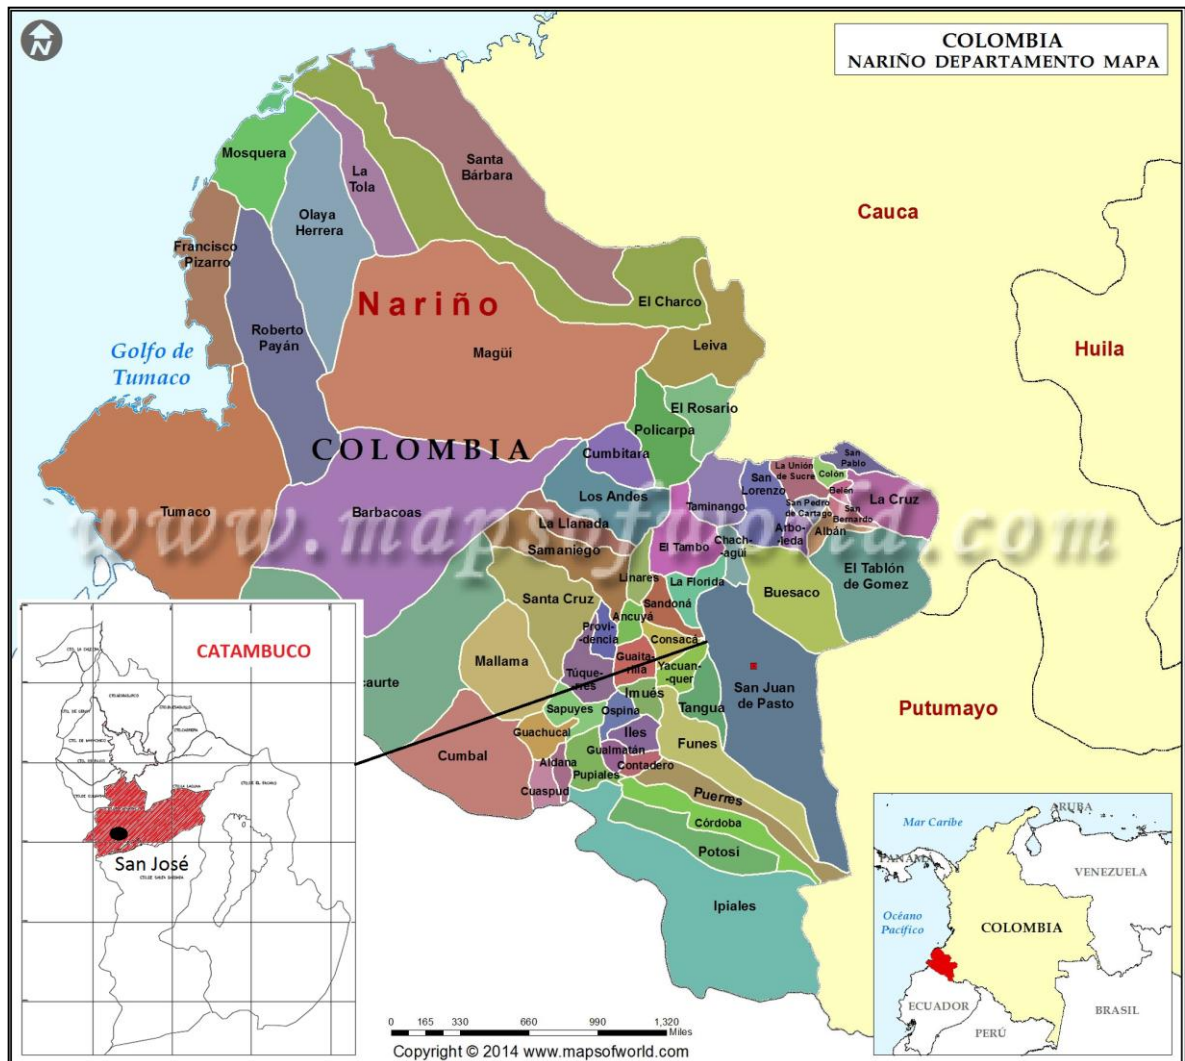 N
COLOMBIA
NARIÑO DEPARTAMENTO MAPA
Mosquera
Santa
Bárbara
La
Tola
Olaya
Herrera
Cauca
Francisco
Pizarro
El Charco
Nariño
Roberto
Payán
Magüí
Leiva
Huila
Golfo de
Tumaco
El Rosario
Policarpa
COLOMBIA
Cumbitara
San
Pablo
La Unión
de Sucre
Colón
San
Lorenzo
Belén
La Cruz
Los Andes
Taminango
San Pedro
de Cartago
San
Bernardo
Tumaco
Barbacoas
La Llanada
Arbo-
-leda
Albán
www.mapsofworld.com
Samaniego
El Tambo
Chach-
-agüí
El Tablón
de Gomez
Linares
La Florida
Buesaco
Santa Cruz
Sandoná
Ancuyá
Provi-
-dencia
Consacá
CATAMBUCO
Mallama
Guaita-
-rilla
Yacuan-
-quer
caurte
Túque-
-rres
Imués
San Juan
de Pasto
Tangua
Putumayo
Sapuyes
Ospina
Iles
Guachucal
Funes
Cumbal
Gualmatán
Aldana
Contadero
Pupiales
Cuaspud
Puerres
Córdoba
Potosi
San José
Ipiales
Mar Caribe
ARUBA
PANAMÁ
VENEZUELA
Océano
Pacífico
COLOMBIA
ECUADOR
BRASIL
PERÚ
0 165 330 660 990 1,320
Miles
Copyright © 2014 www.mapsofworld.com